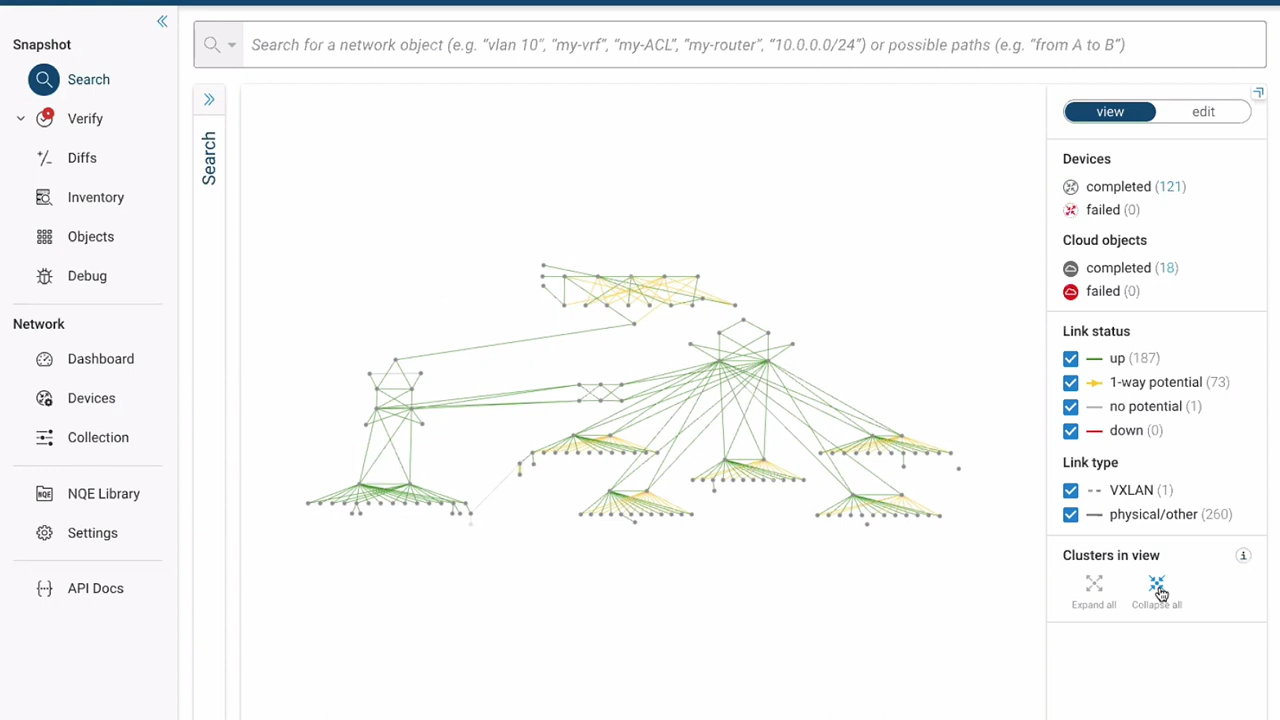 Snapshot
Search
Verify
Diffs
Inventory
Objects
Debug
Network
Dashboard
Devices
Collection
NQE Library
Settings
API Docs
Search for a network object (e.g. “vlan 10”, “my-vrf”, “my-ACL”, “my-router”, “10.0.0.0/24”) or possible paths (e.g. “from A to B”)
Search
view edit
Devices
completed (121)
failed (0)
Cloud objects
completed (18)
failed (0)
Link status
up (187)
1-way potential (73)
no potential (1)
down (0)
Link type
VXLAN (1)
physical/other (260)
Clusters in view
Expand all Collapse all